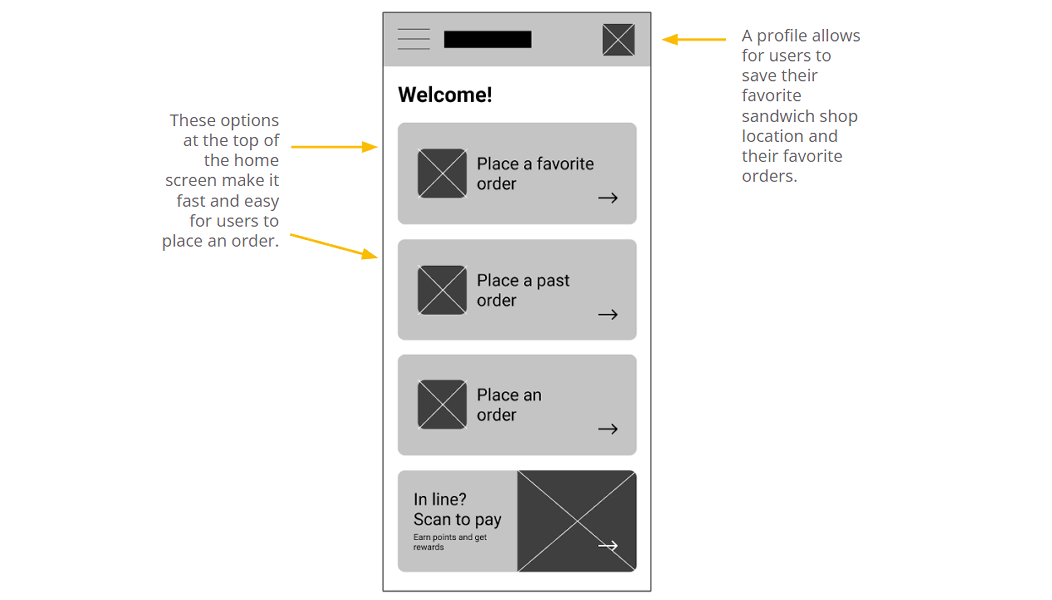 These options
at the top of
the home
screen make it
fast and easy
for users to
place an order.
Welcome!
Place a favorite
order
Place a past
order
Place an
order
In line?
Scan to pay
Earn points and get
rewards
A profile allows
for users to
save their
favorite
sandwich shop
location and
their favorite
orders.